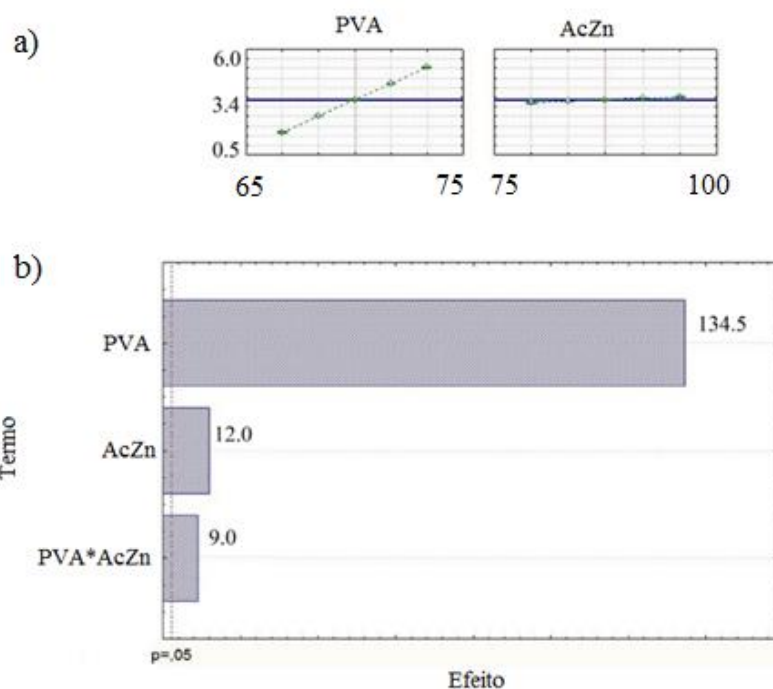 a)
PVA
AcZn
6.0
3.4
0.5
65
75
75
100
b)
PVA
134.5
AcZn
12.0
PVA*AcZn
9.0
Termo
p=,05
Efeito